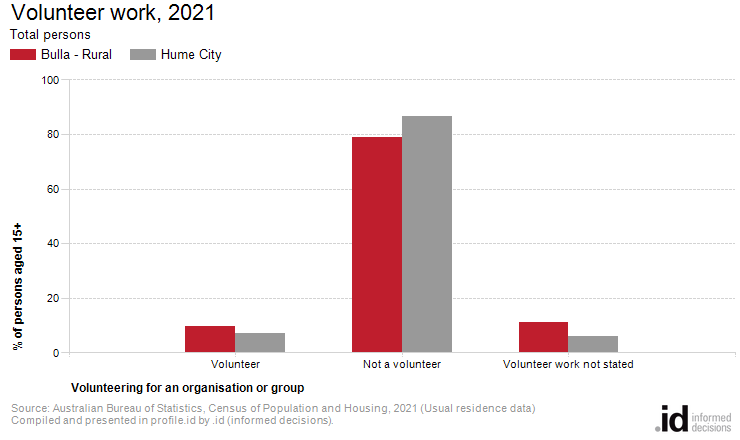 Volunteer work, 2021
Total persons
Bulla - Rural Hume City
100
80
60
40
20
0
% of persons aged 15+
Volunteer Not a volunteer Volunteer work not stated
Volunteering for an organisation or group
Source: Australian Bureau of Statistics, Census of Population and Housing, 2021 (Usual residence data)
Compiled and presented in profile.id by .id (informed decisions).
.id informed
decisions